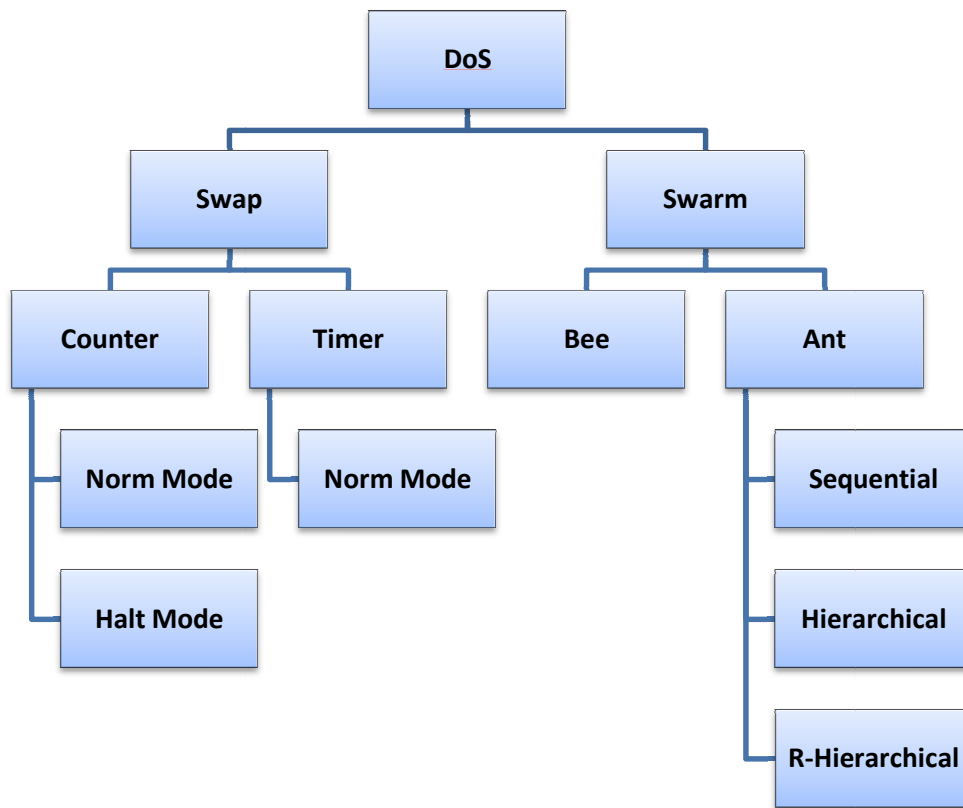 DoS
Swap
Swarm
Counter
Timer
Bee
Ant
Norm Mode
Norm Mode
Sequential
Halt Mode
Hierarchical
R-Hierarchical